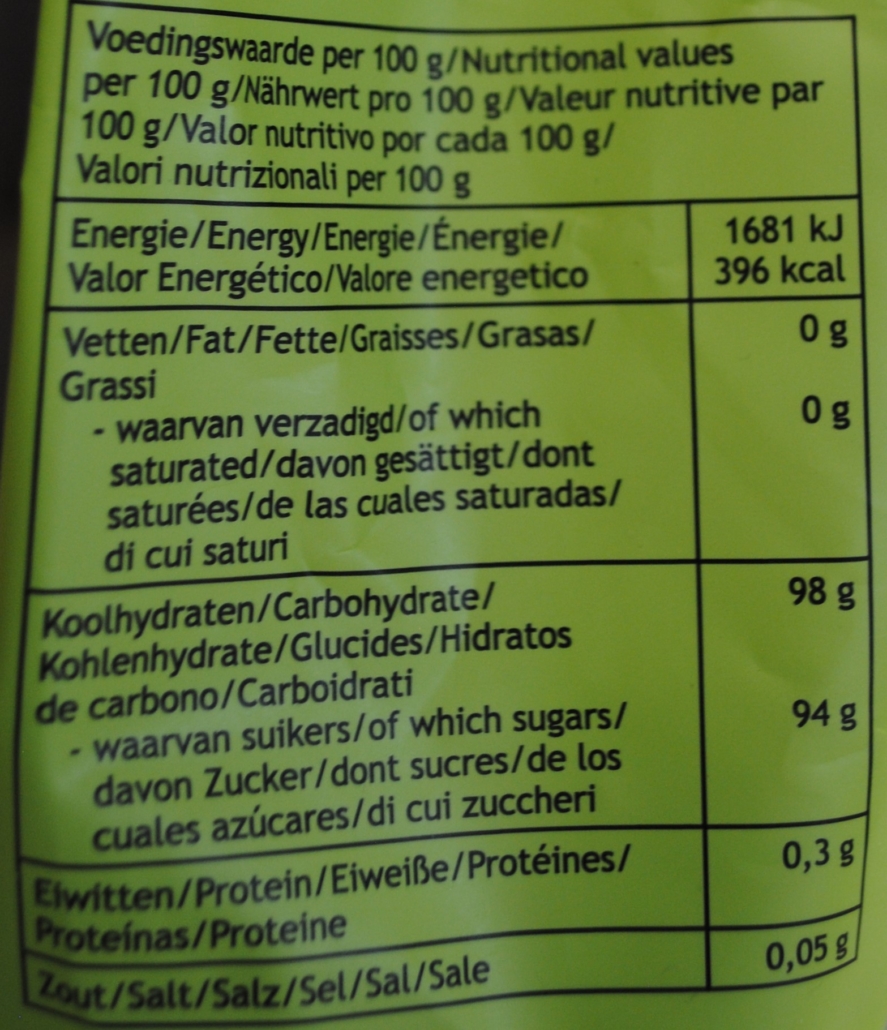 Voedingswaarde per 100 g/Nutritional values
per 100 g/Nährwert pro 100 g/Valeur nutritive par
100 g/Valor nutritivo por cada 100 g/
Valori nutrizionali per 100 g
Energie/Energy/Energie/Énergie/ 1681 kJ
Valor Energético/Valore energetico 396 kcal
Vetten/Fat/Fette/Graisses/Grasas/ 0 g
Grassi
- waarvan verzadigd/of which 0 g
saturated/davon gesättigt/dont
saturées/de las cuales saturadas/
di cui saturi
Koolhydraten/Carbohydrate/ 98 g
Kohlenhydrate/Glucides/Hidratos
de carbono/Carboidrati
- waarvan suikers/of which sugars/ 94 g
davon Zucker/dont sucres/de los
cuales azúcares/di cui zuccheri
Eiwitten/Protein/Eiweiße/Protéines/ 0,3 g
Proteínas/Proteine
Zout/Salt/Salz/Sel/Sal/Sale 0,05 g